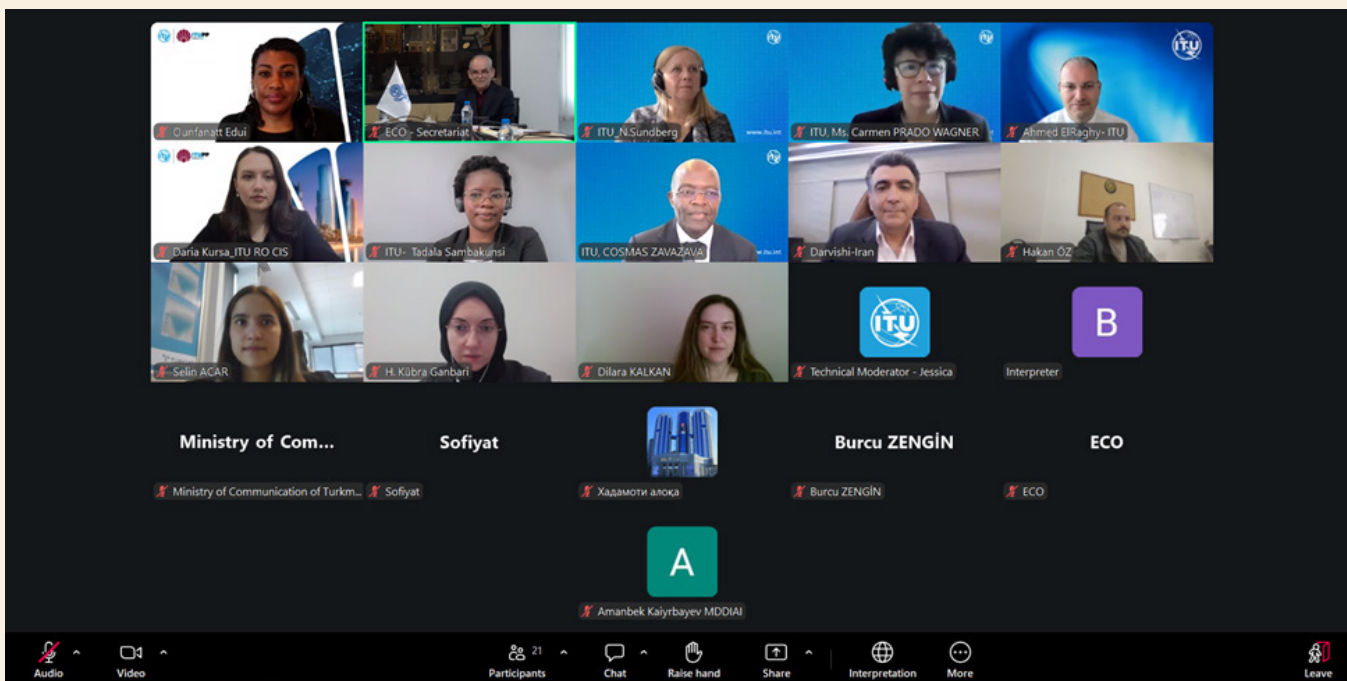 ITUPP
Ounfanatt Edui
ECO - Secretariat
ITU_N.Sundberg
www.itu.int
ITU, Ms. Carmen PRADO WAGNER
ITU
Ahmed ElRaghy- ITU
ITUPP
Daria Kursa_ITU RO CIS
ITU- Tadala Sambakunsi
ITU, COSMAS ZAVAZAVA
Darvishi-Iran
Hakan ÖZ
Selin ACAR
H. Kübra Ganbari
Dilara KALKAN
ITU
Technical Moderator - Jessica
B
Interpreter
Ministry of Com...
Ministry of Communication of Turkm...
Sofiyat
Sofiyat
Хадамоти алоқа
Burcu ZENGİN
Burcu ZENGİN
ECO
ECO
A
Amanbek Kaiyrbayev MDDIAI
Audio
Video
21
Participants
Chat
Raise hand
Share
Interpretation
More
Leave